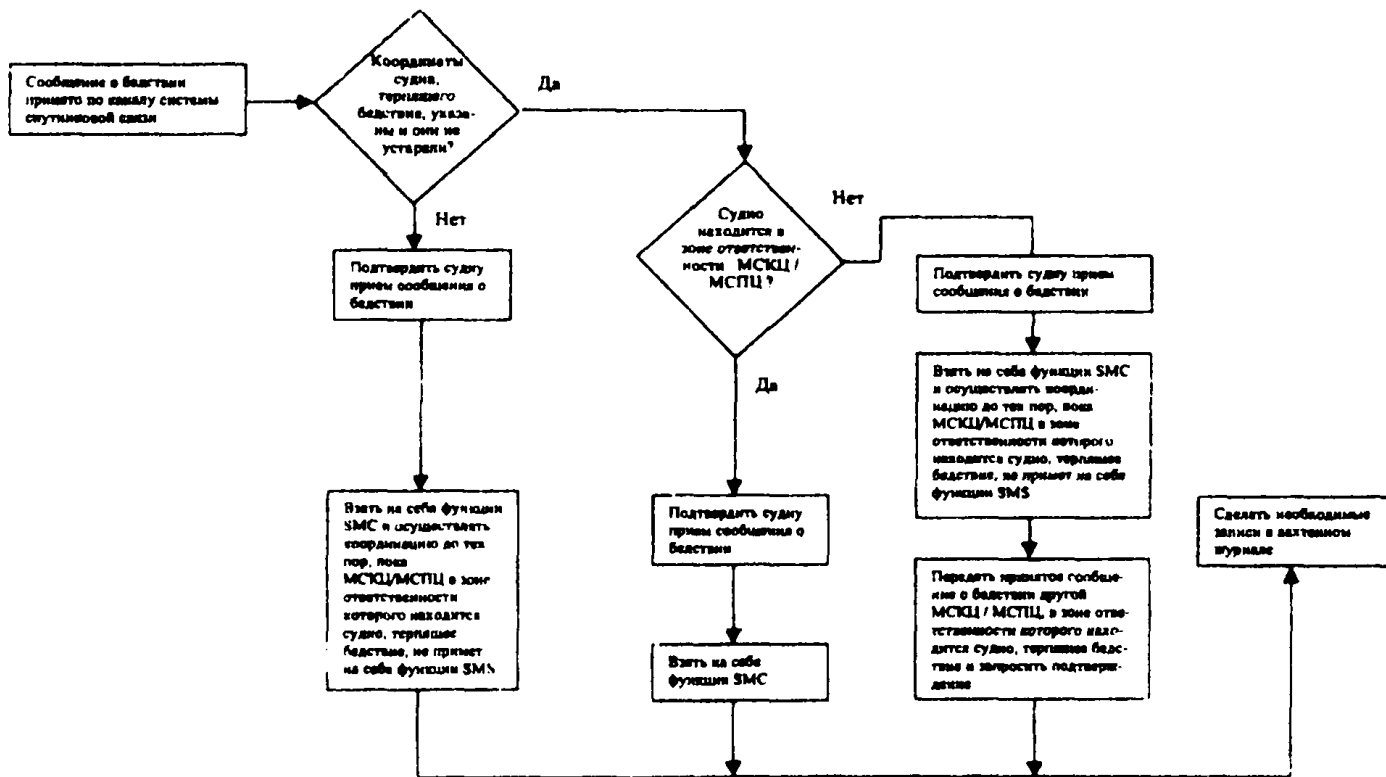 Сообщение о бедствии
принято по каналу системы
спутниковой связи
Координаты
судна,
терпящего
бедствие, указа-
ны и они не
устарели?
Да
Нет
Подтвердить судну
прием сообщения о
бедствии
Взять на себя функции
SMC и осуществлять
координацию до тех
пор, пока
МСКЦ/МСПЦ в зоне
ответственности
которого находится
судно, терпящее
бедствие, не примет
на себя функции SMS
Судно
находится в
зоне ответствен-
ности МСКЦ /
МСПЦ ?
Да
Подтвердить судну
прием сообщения о
бедствии
Взять на себя
функции SMC
Нет
Подтвердить судну прием
сообщения о бедствии
Взять на себя функции SMC
и осуществлять коорди-
нацию до тех пор, пока
МСКЦ/МСПЦ в зоне
ответственности которого
находится судно, терпящее
бедствия, не примет на себя
функции SMS
Передать принятое сообще-
ние о бедствии другой
МСКЦ / МСПЦ, в зоне отве-
тственности которого нахо-
дится судно, терпящее бедс-
твие и запросить подтверж-
дение
Сделать необходимые
записи в вахтенном
журнале